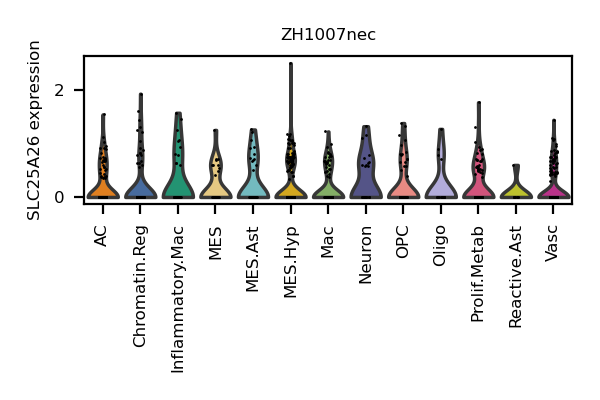 ZH1007nec
SLC25A26 expression
2
0
AC
Chromatin.Reg
Inflammatory.Mac
MES
MES.Ast
MES.Hyp
Mac
Neuron
OPC
Oligo
Prolif.Metab
Reactive.Ast
Vasc